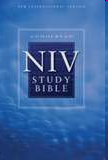 NEW INTERNATIONAL VERSION
ZONDERVAN
NIV
STUDY
BIBLE